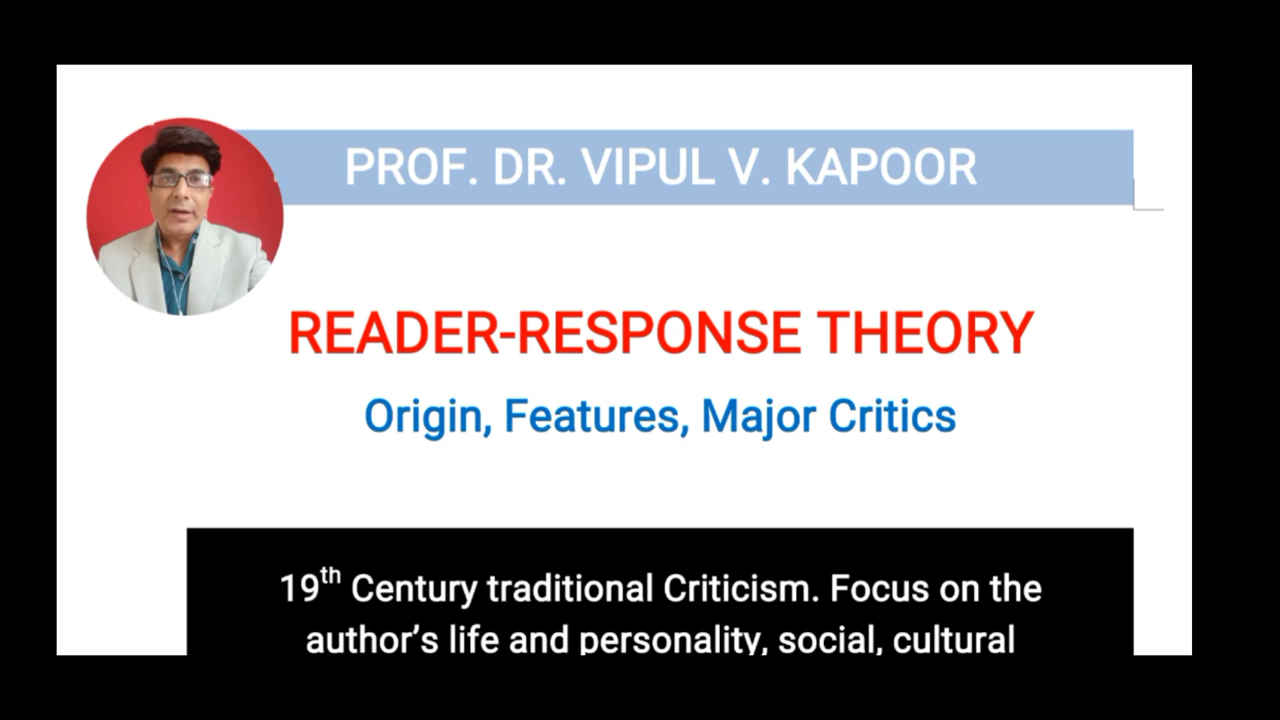 PROF. DR. VIPUL V. KAPOOR
READER-RESPONSE THEORY
Origin, Features, Major Critics
19th Century traditional Criticism. Focus on the
author's life and personality, social, cultural